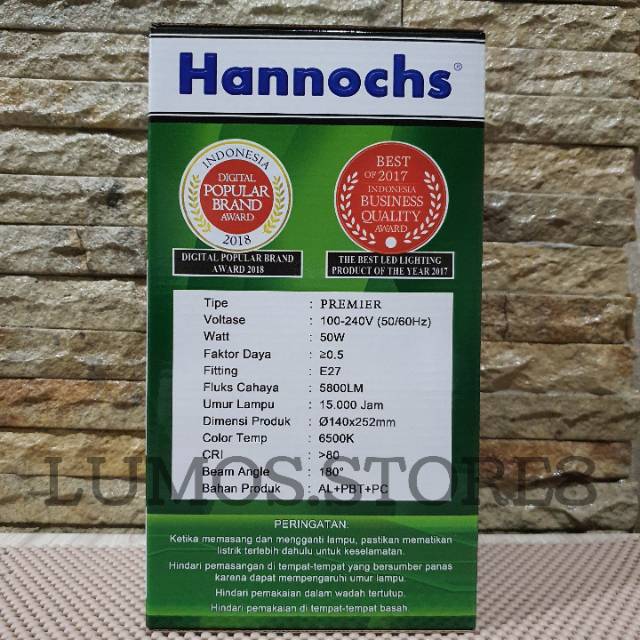 Hannochs®
INDONESIA
DIGITAL
POPULAR
BRAND
AWARD
2018
DIGITAL POPULAR BRAND
AWARD 2018
BEST
OF 2017
INDONESIA
BUSINESS
QUALITY
AWARD
THE BEST LED LIGHTING
PRODUCT OF THE YEAR 2017
Tipe : PREM1ER
Voltase : 100-240V (50/60Hz)
Watt : 50W
Faktor Daya : ≥0.5
Fitting : E27
Fluks Cahaya : 5800LM
Umur Lampu : 15.000 Jam
Dimensi Produk : Ø140x252mm
Color Temp : 6500K
CRI : >80
Beam Angle : 180°
Bahan Produk : AL+PBT+PC
LUMOS.STORE8
PERINGATAN:
Ketika memasang dan mengganti lampu, pastikan mematikan
listrik terlebih dahulu untuk keselamatan.
Hindari pemasangan di tempat-tempat yang bersumber panas
karena dapat mempengaruhi umur lampu.
Hindari pemakaian dalam wadah tertutup.
Hindari pemakaian di tempat-tempat basah.